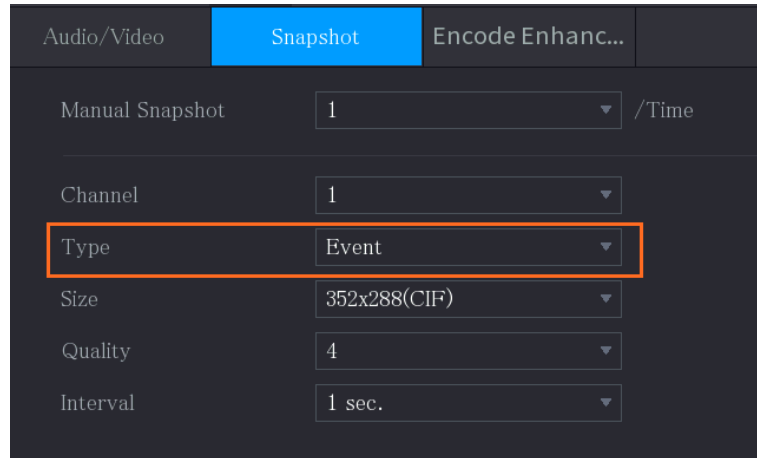 Audio/Video Snapshot Encode Enhanc...
Manual Snapshot 1 /Time
Channel 1
Type Event
Size 352x288(CIF)
Quality 4
Interval 1 sec.